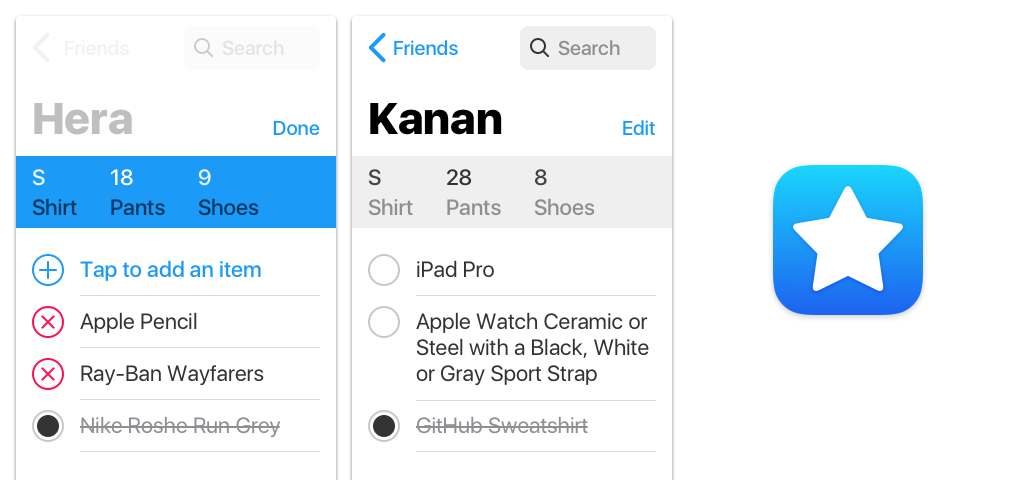 Friends
Search
Hera
Done
S 18 9
Shirt Pants Shoes
Tap to add an item
Apple Pencil
Ray-Ban Wayfarers
Nike Roshe Run Grey
Friends
Search
Kanan
Edit
S 28 8
Shirt Pants Shoes
iPad Pro
Apple Watch Ceramic or
Steel with a Black, White
or Gray Sport Strap
GitHub Sweatshirt